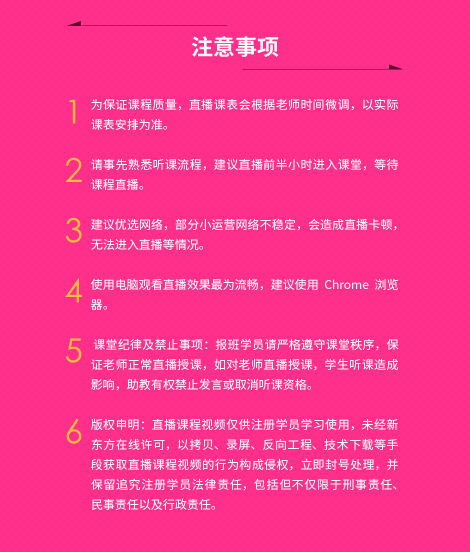 注意事项
1 为保证课程质量，直播课表会根据老师时间微调，以实际
课表安排为准。
2 请事先熟悉听课流程，建议直播前半小时进入课堂，等待
课程直播。
3 建议优选网络，部分小运营网络不稳定，会造成直播卡顿，
无法进入直播等情况。
4 使用电脑观看直播效果最为流畅，建议使用 Chrome 浏览
器。
5 课堂纪律及禁止事项：报班学员请严格遵守课堂秩序，保
证老师正常直播授课，如对老师直播授课，学生听课造成
影响，助教有权禁止发言或取消听课资格。
6 版权申明：直播课程视频仅供注册学员学习使用，未经新
东方在线许可，以拷贝、录屏、反向工程、技术下载等手
段获取直播课程视频的行为构成侵权，立即封号处理，并
保留追究注册学员法律责任，包括但不仅限于刑事责任、
民事责任以及行政责任。